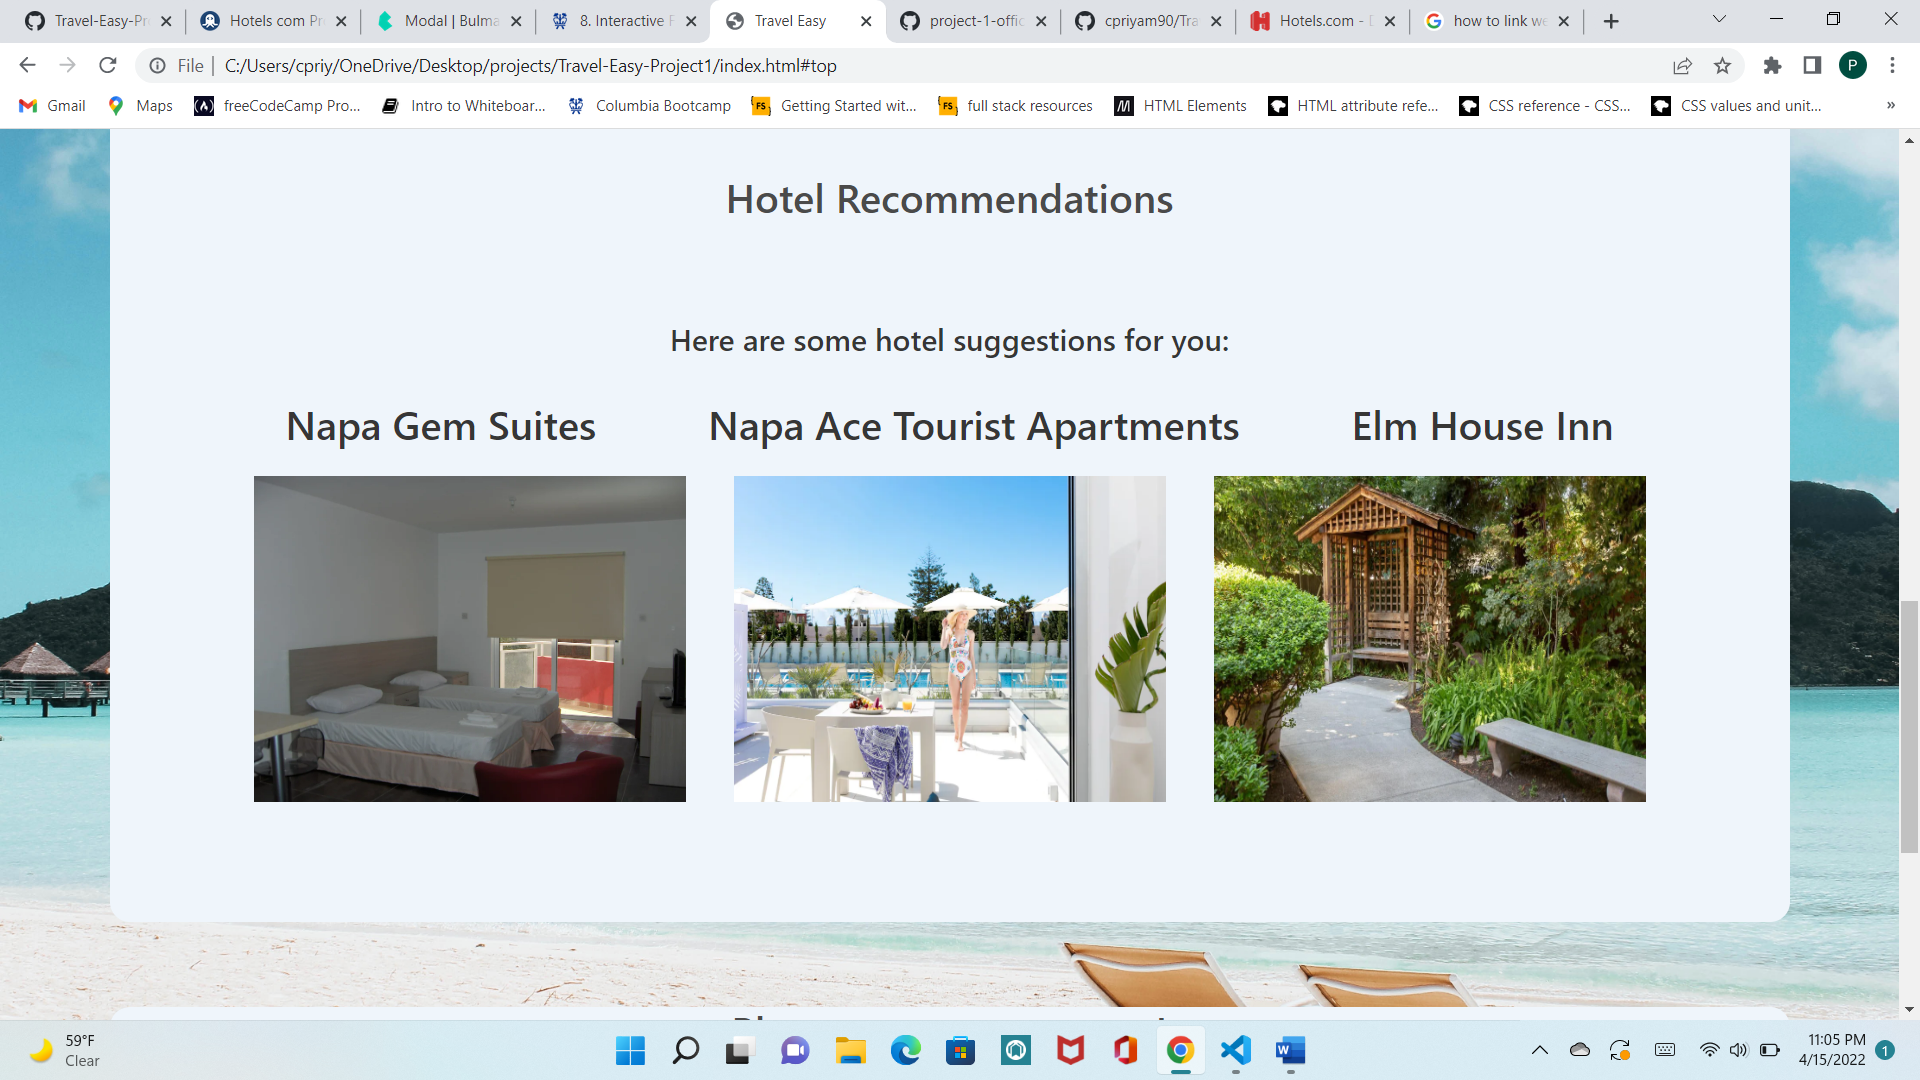 Travel-Easy-Pr
Hotels com Pr
Modal | Bulma
8. Interactive F
Travel Easy
project-1-offic
cpriyam90/Tra
Hotels.com - D
how to link we
File
C:/Users/cpriy/OneDrive/Desktop/projects/Travel-Easy-Project1/index.html#top
P
Gmail
Maps
freeCodeCamp Pro...
Intro to Whiteboar...
Columbia Bootcamp
Getting Started wit...
full stack resources
HTML Elements
HTML attribute refe...
CSS reference - CSS...
CSS values and unit...
»
Hotel Recommendations
Here are some hotel suggestions for you:
Napa Gem Suites
Napa Ace Tourist Apartments
Elm House Inn
59°F
Clear
11:05 PM
4/15/2022
1